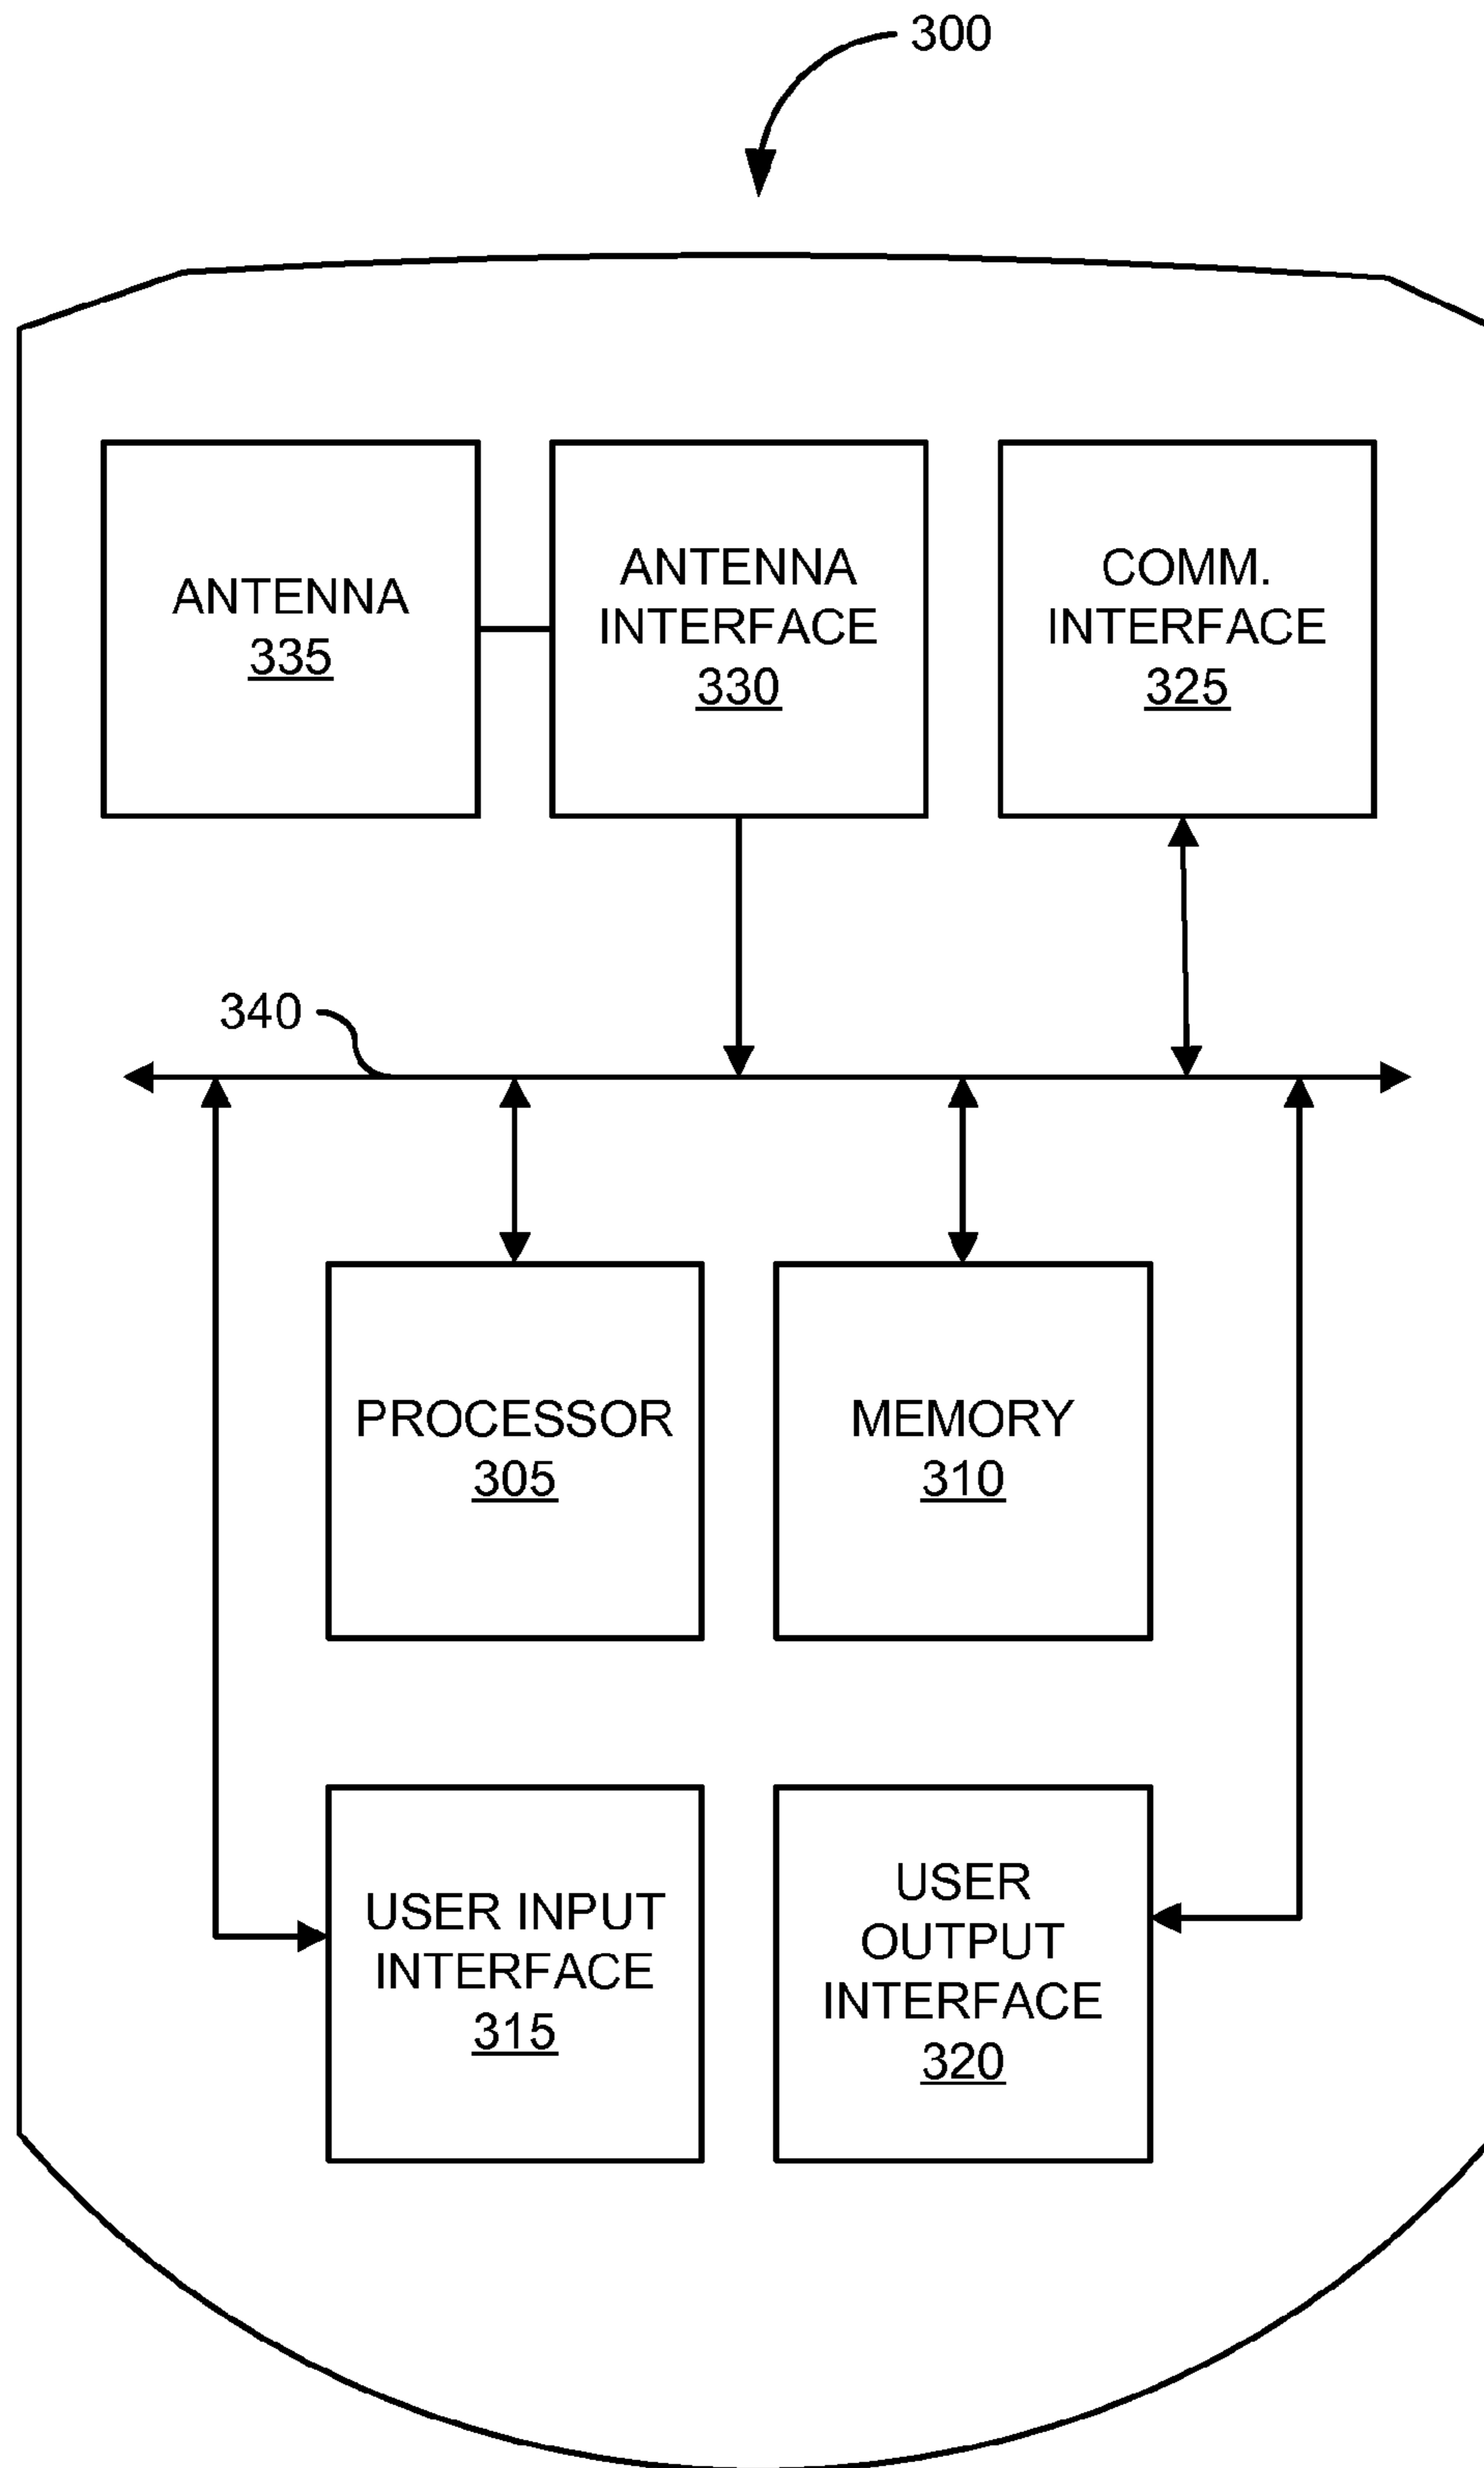 300
ANTENNA
335
ANTENNA
INTERFACE
330
COMM.
INTERFACE
325
340
PROCESSOR
305
MEMORY
310
USER INPUT
INTERFACE
315
USER
OUTPUT
INTERFACE
320